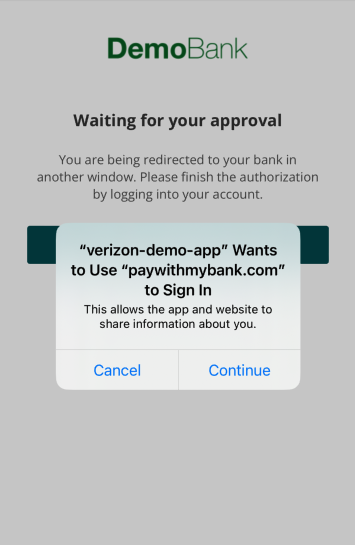 DemoBank
Waiting for your approval
You are being redirected to your bank in
another window. Please finish the authorization
by logging into your account.
“verizon-demo-app” Wants
to Use “paywithmybank.com”
to Sign In
This allows the app and website to
share information about you.
Cancel
Continue